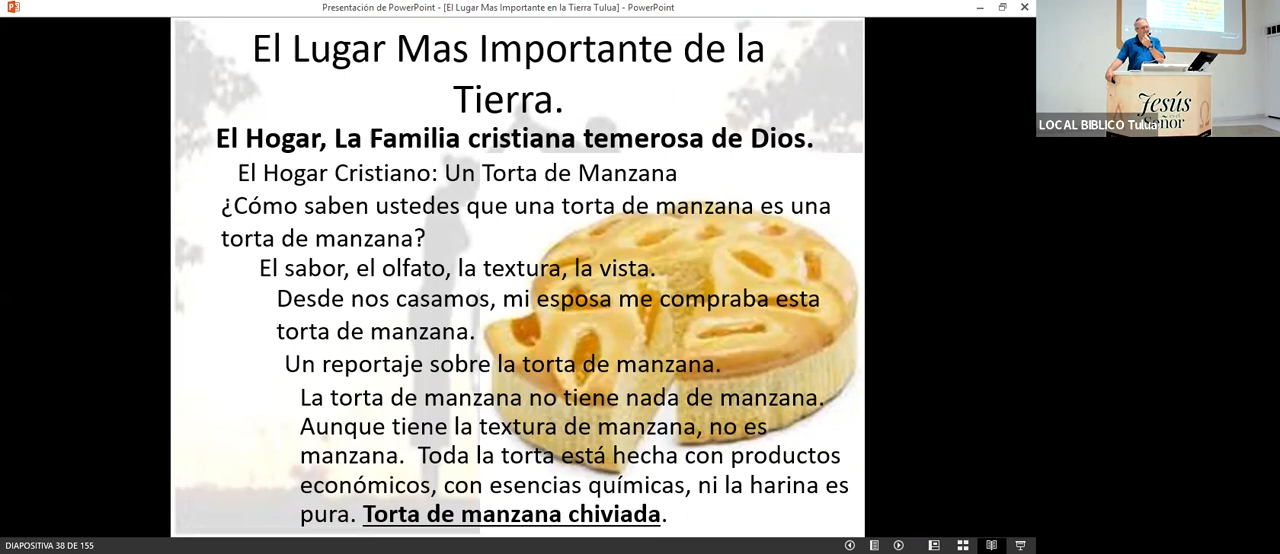 Presentación de PowerPoint - [El Lugar Mas Importante en la Tierra Tulua] - PowerPoint
El Lugar Mas Importante de la
Tierra.
El Hogar, La Familia cristiana temerosa de Dios.
El Hogar Cristiano: Un Torta de Manzana
¿Cómo saben ustedes que una torta de manzana es una
torta de manzana?
El sabor, el olfato, la textura, la vista.
Desde nos casamos, mi esposa me compraba esta
torta de manzana.
Un reportaje sobre la torta de manzana.
La torta de manzana no tiene nada de manzana.
Aunque tiene la textura de manzana, no es
manzana. Toda la torta está hecha con productos
económicos, con esencias químicas, ni la harina es
pura. Torta de manzana chiviada.
Jesús
Señor
LOCAL BIBLICO Tulua
DIAPOSITIVA 38 DE 155